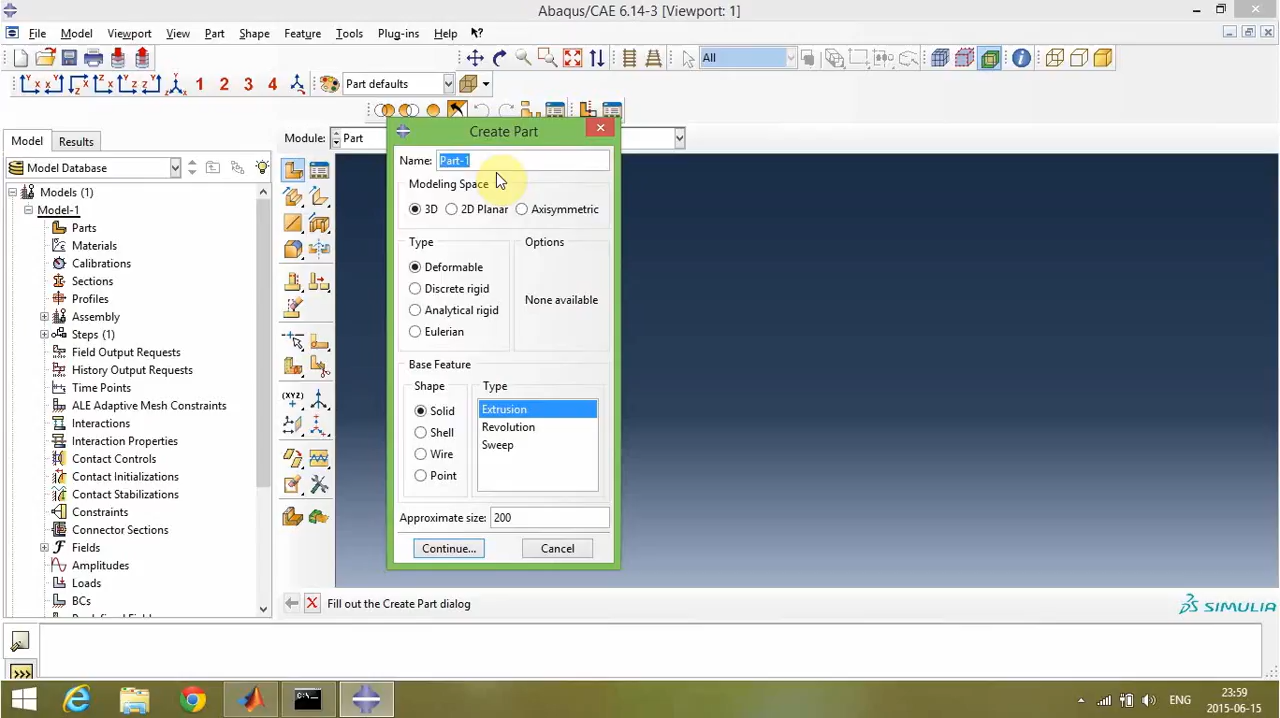 Abaqus/CAE 6.14-3 [Viewport: 1]
File Model Viewport View Part Shape Feature Tools Plug-ins Help
All
1 2 3 4 Part defaults
Model Results
Module: Part
Model Database
Models (1)
Model-1
Parts
Materials
Calibrations
Sections
Profiles
Assembly
Steps (1)
Field Output Requests
History Output Requests
Time Points
ALE Adaptive Mesh Constraints
Interactions
Interaction Properties
Contact Controls
Contact Initializations
Contact Stabilizations
Constraints
Connector Sections
Fields
Amplitudes
Loads
BCs
(XYZ)
Create Part
Name: Part-1
Modeling Space
3D 2D Planar Axisymmetric
Type
Deformable
Discrete rigid
Analytical rigid
Eulerian
Options
None available
Base Feature
Shape
Solid
Shell
Wire
Point
Type
Extrusion
Revolution
Sweep
Approximate size: 200
Continue... Cancel
Fill out the Create Part dialog
SIMULIA
>>>
ENG
23:59
2015-06-15